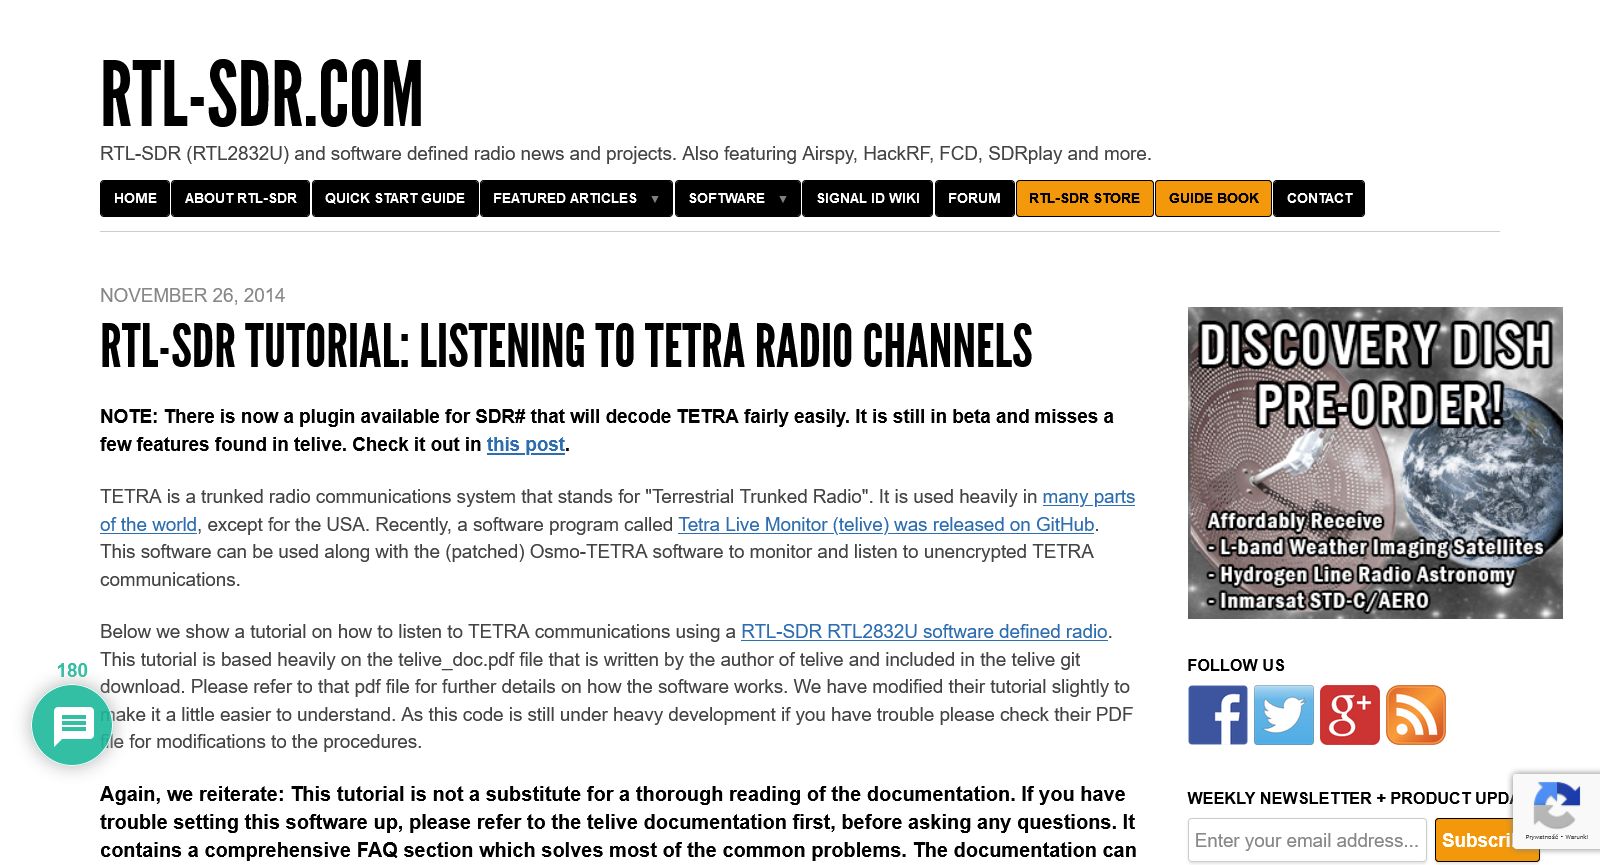 RTL-SDR.COM
RTL-SDR (RTL2832U) and software defined radio news and projects. Also featuring Airspy, HackRF, FCD, SDRplay and more.
HOME ABOUT RTL-SDR QUICK START GUIDE FEATURED ARTICLES SOFTWARE SIGNAL ID WIKI FORUM RTL-SDR STORE GUIDE BOOK CONTACT
NOVEMBER 26, 2014
RTL-SDR TUTORIAL: LISTENING TO TETRA RADIO CHANNELS
NOTE: There is now a plugin available for SDR# that will decode TETRA fairly easily. It is still in beta and misses a
few features found in telive. Check it out in this post.
TETRA is a trunked radio communications system that stands for "Terrestrial Trunked Radio". It is used heavily in many parts
of the world, except for the USA. Recently, a software program called Tetra Live Monitor (telive) was released on GitHub.
This software can be used along with the (patched) Osmo-TETRA software to monitor and listen to unencrypted TETRA
communications.
Below we show a tutorial on how to listen to TETRA communications using a RTL-SDR RTL2832U software defined radio.
This tutorial is based heavily on the telive_doc.pdf file that is written by the author of telive and included in the telive git
download. Please refer to that pdf file for further details on how the software works. We have modified their tutorial slightly to
make it a little easier to understand. As this code is still under heavy development if you have trouble please check their PDF
file for modifications to the procedures.
Again, we reiterate: This tutorial is not a substitute for a thorough reading of the documentation. If you have
trouble setting this software up, please refer to the telive documentation first, before asking any questions. It
contains a comprehensive FAQ section which solves most of the common problems. The documentation can
180
DISCOVERY DISH
PRE-ORDER!
Affordably Receive
- L-band Weather Imaging Satellites
- Hydrogen Line Radio Astronomy
- Inmarsat STD-C/AERO
FOLLOW US
f g+
WEEKLY NEWSLETTER + PRODUCT UPDA
Enter your email address... Subscri
Prywatność - Warunki